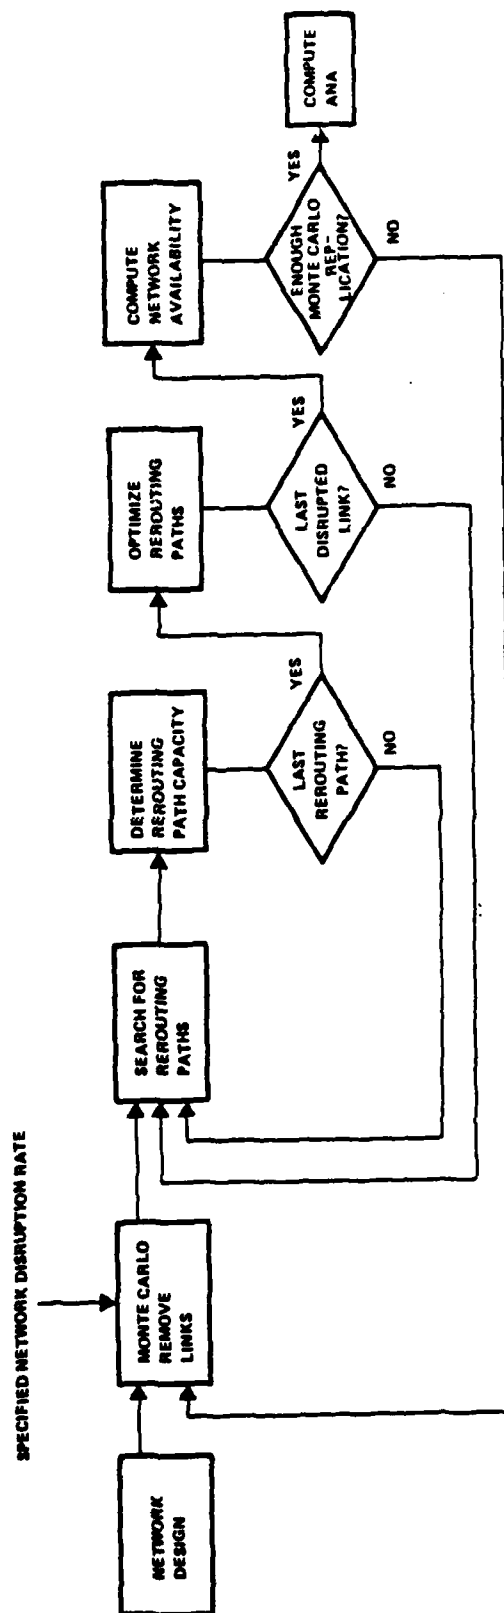 SPECIFIED NETWORK DISRUPTION RATE
NETWORK
DESIGN
MONTE CARLO
REMOVE
LINKS
SEARCH FOR
REROUTING
PATHS
DETERMINE
REROUTING
PATH CAPACITY
LAST
REROUTING
PATH?
YES
NO
OPTIMIZE
REROUTING
PATHS
LAST
DISRUPTED
LINK?
YES
NO
COMPUTE
NETWORK
AVAILABILITY
ENOUGH
MONTE CARLO
REP-
LICATION?
YES
NO
COMPUTE
ANA